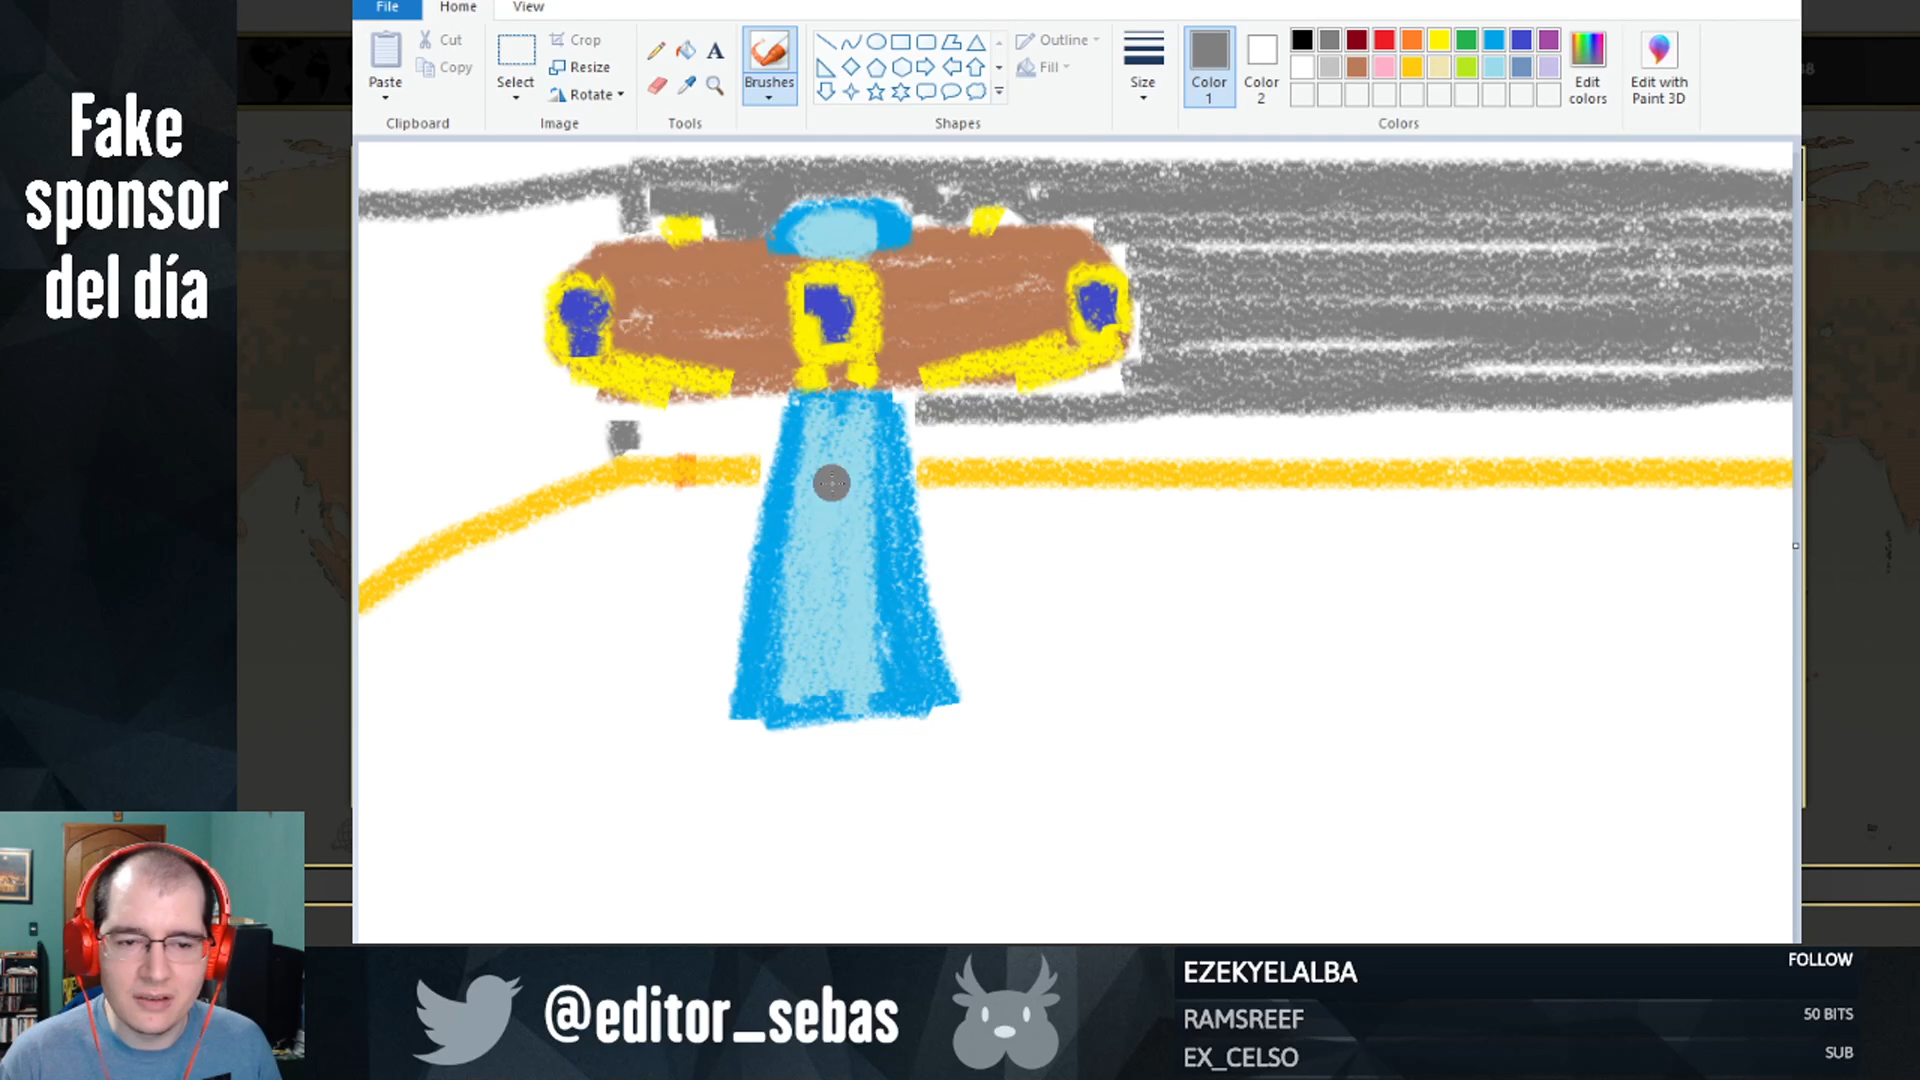 File
Home
View
Paste
Cut
Copy
Clipboard
Select
Crop
Resize
Rotate
Image
A
Tools
Brushes
Shapes
Outline
Fill
Size
Color
1
Color
2
Edit
colors
Edit with
Paint 3D
Colors
Fake
sponsor
del día
@editor_sebas
EZEKYELALBA
FOLLOW
RAMSREEF
50 BITS
EX_CELSO
SUB